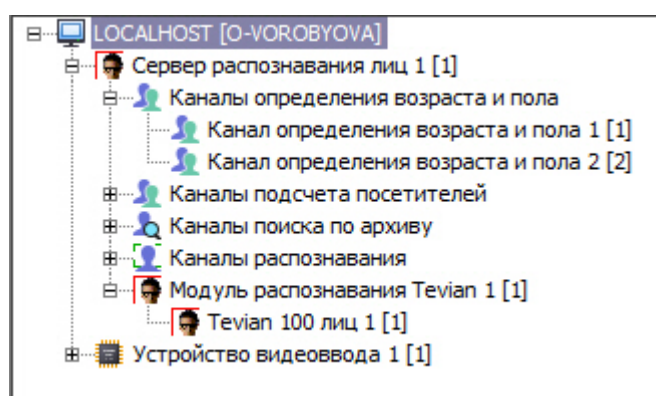 LOCALHOST [O-VOROBYOVA]
Сервер распознавания лиц 1 [1]
Каналы определения возраста и пола
Канал определения возраста и пола 1 [1]
Канал определения возраста и пола 2 [2]
Каналы подсчета посетителей
Каналы поиска по архиву
Каналы распознавания
Модуль распознавания Tevian 1 [1]
Tevian 100 лиц 1 [1]
Устройство видеоввода 1 [1]